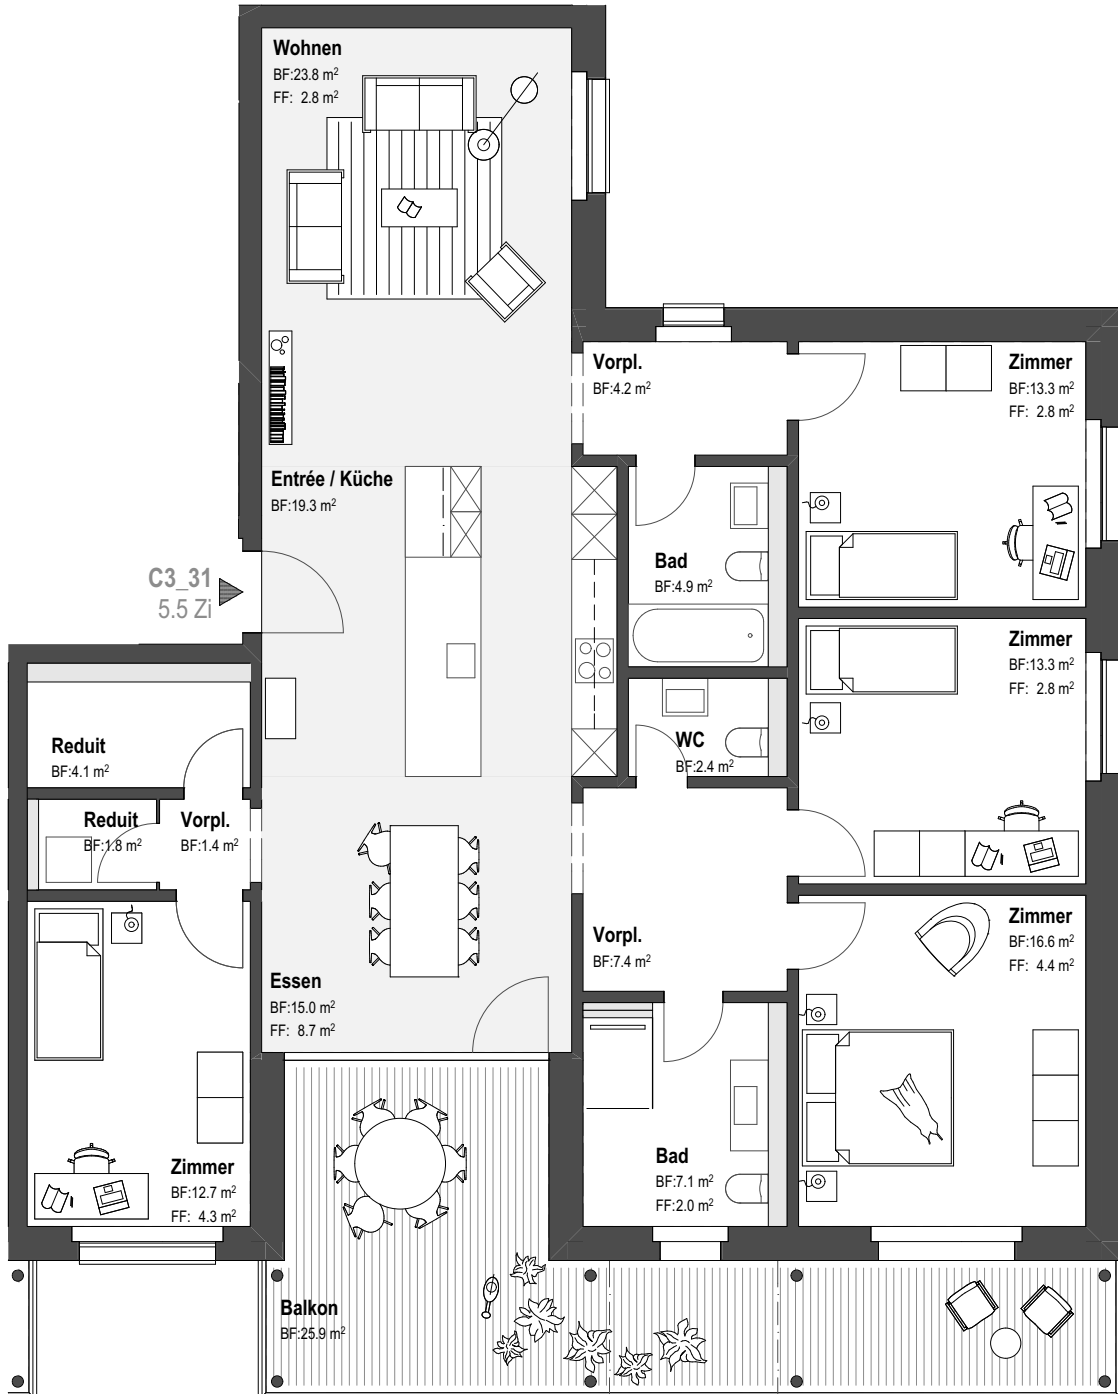 Wohnen
BF:23.8 m²
FF: 2.8 m²
Vorpl.
BF:4.2 m²
Zimmer
BF:13.3 m²
FF: 2.8 m²
Entrée / Küche
BF:19.3 m²
Bad
BF:4.9 m²
C3_31
5.5 Zi
Zimmer
BF:13.3 m²
FF: 2.8 m²
WC
BF:2.4 m²
Reduit
BF:4.1 m²
Reduit
BF:1.8 m²
Vorpl.
BF:1.4 m²
Zimmer
BF:16.6 m²
FF: 4.4 m²
Vorpl.
BF:7.4 m²
Essen
BF:15.0 m²
FF: 8.7 m²
Zimmer
BF:12.7 m²
FF: 4.3 m²
Bad
BF:7.1 m²
FF:2.0 m²
Balkon
BF:25.9 m²